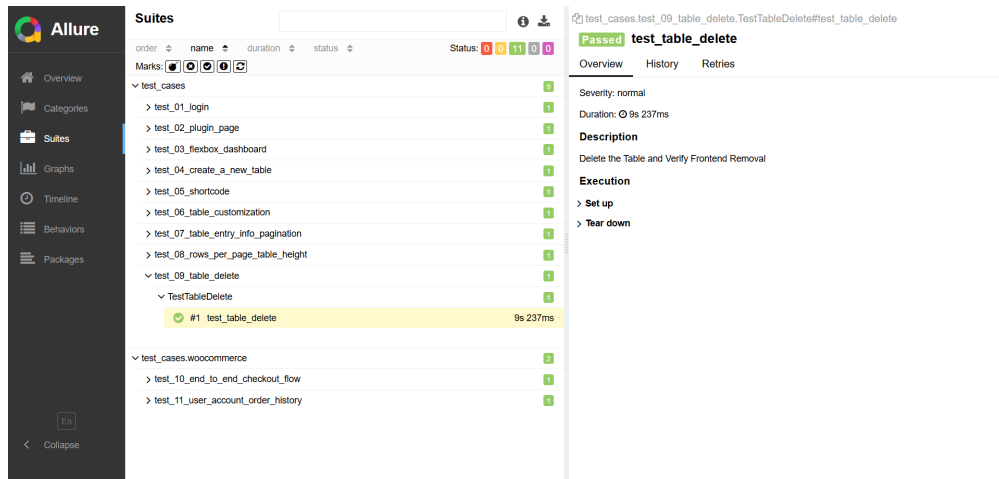 Allure
Overview
Categories
Suites
Graphs
Timeline
Behaviors
Packages
En
Collapse
Suites
order name duration status Status: 0 0 11 0 0
Marks:
test_cases 9
test_01_login 1
test_02_plugin_page 1
test_03_flexbox_dashboard 1
test_04_create_a_new_table 1
test_05_shortcode 1
test_06_table_customization 1
test_07_table_entry_info_pagination 1
test_08_rows_per_page_table_height 1
test_09_table_delete 1
TestTableDelete 1
#1 test_table_delete 9s 237ms
test_cases.woocommerce 2
test_10_end_to_end_checkout_flow 1
test_11_user_account_order_history 1
test_cases.test_09_table_delete.TestTableDelete#test_table_delete
Passed test_table_delete
Overview History Retries
Severity: normal
Duration: 9s 237ms
Description
Delete the Table and Verify Frontend Removal
Execution
Set up
Tear down